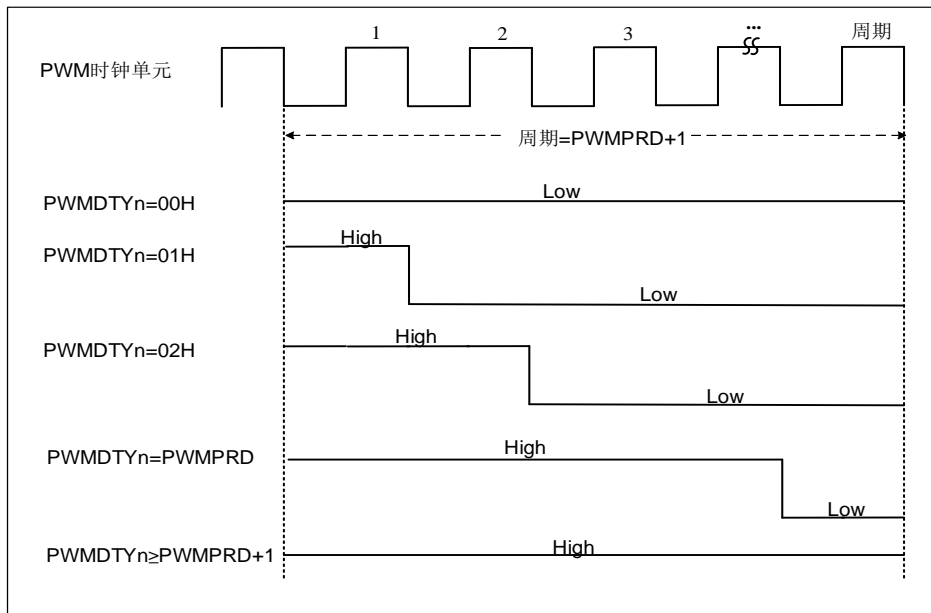 1 2 3 ... 周期
PWM时钟单元
周期=PWMPRD+1
PWMDTYn=00H Low
PWMDTYn=01H High Low
PWMDTYn=02H High Low
PWMDTYn=PWMPRD High Low
PWMDTYn≥PWMPRD+1 High